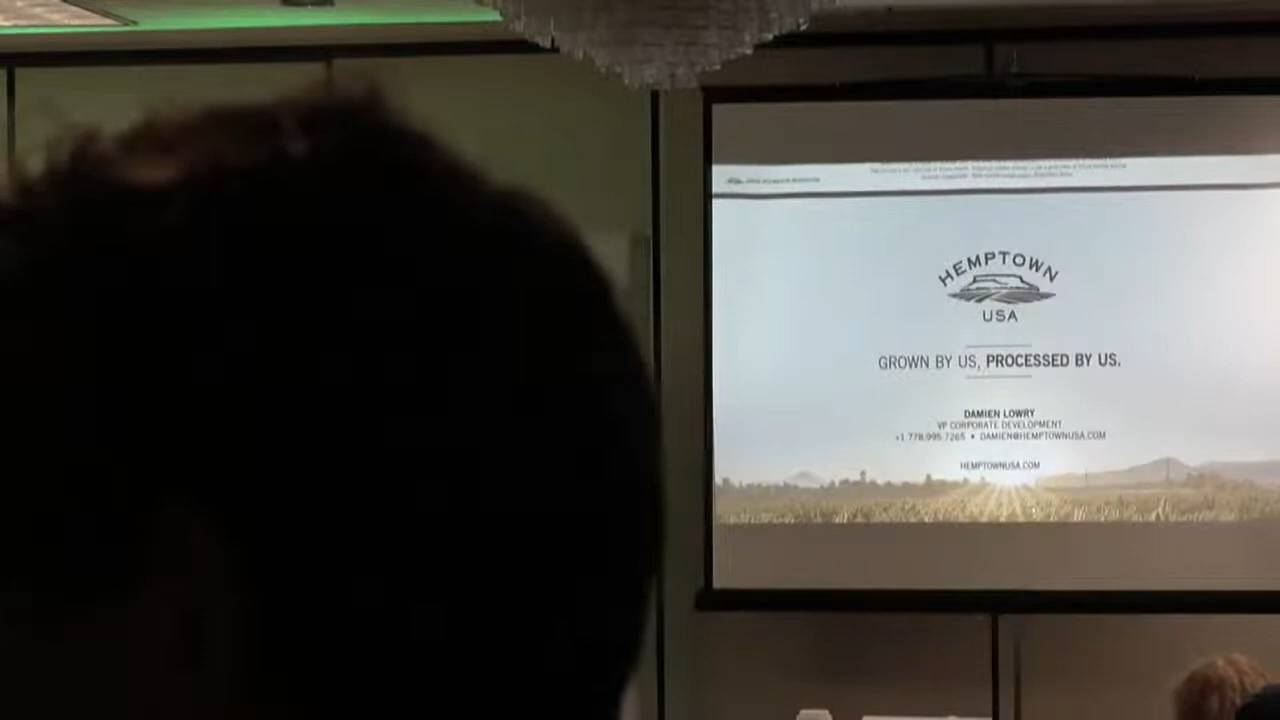 HEMPTOWN
USA
GROWN BY US, PROCESSED BY US.
DAMIEN LOWRY
VP CORPORATE DEVELOPMENT
+1 778.995.7265 • DAMIEN@HEMPTOWNUSA.COM
HEMPTOWNUSA.COM